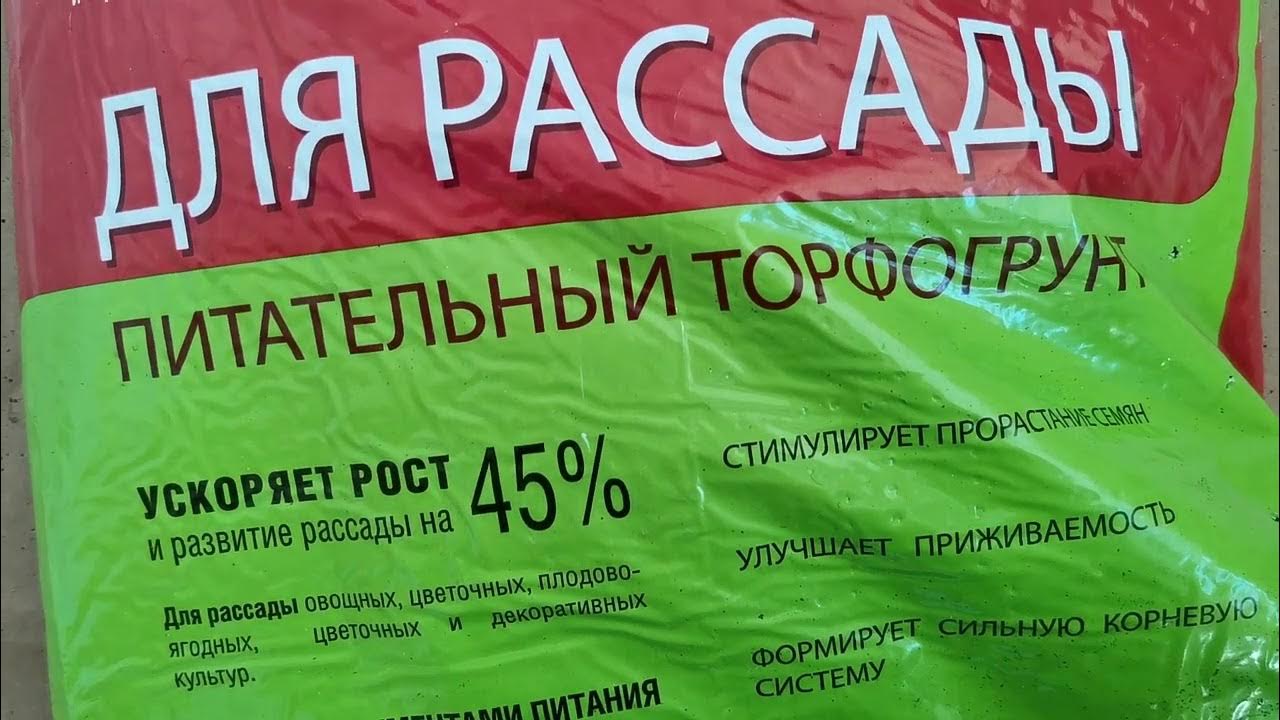 ДЛЯ РАССАДЫ
ПИТАТЕЛЬНЫЙ ТОРФОГРУНТ
УСКОРЯЕТ РОСТ
и развитие рассады на 45%
Для рассады овощных, цветочных, плодово-
ягодных, цветочных и декоративных
культур.
ПИТАНИЯ
СТИМУЛИРУЕТ ПРОРАСТАНИЕ СЕМЯН
УЛУЧШАЕТ ПРИЖИВАЕМОСТЬ
ФОРМИРУЕТ СИЛЬНУЮ КОРНЕВУЮ
СИСТЕМУ